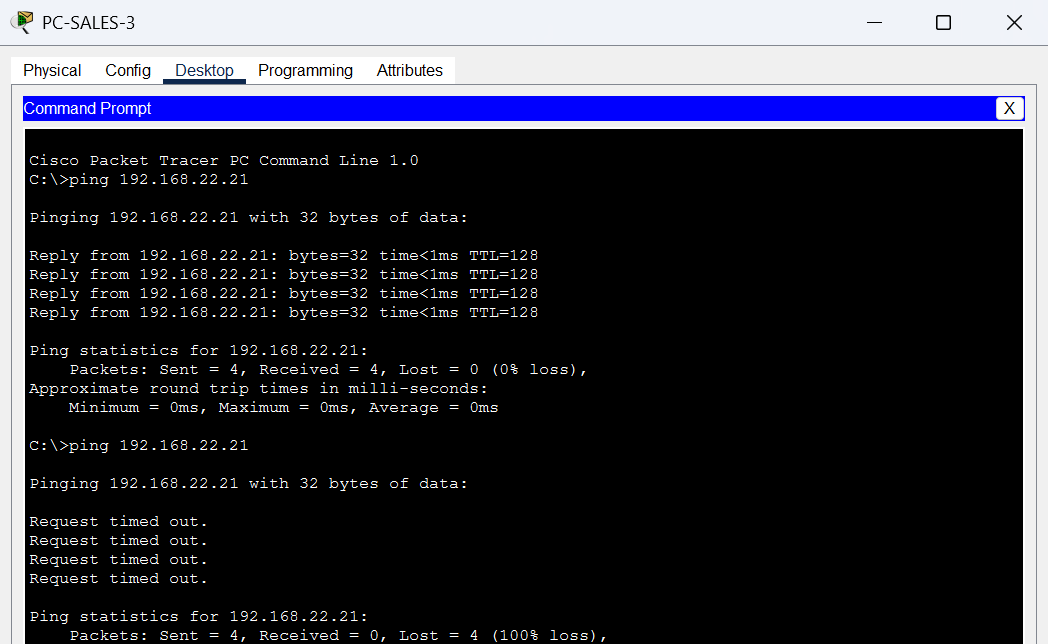 PC-SALES-3
Physical Config Desktop Programming Attributes
Command Prompt X
Cisco Packet Tracer PC Command Line 1.0
C:\>ping 192.168.22.21
Pinging 192.168.22.21 with 32 bytes of data:
Reply from 192.168.22.21: bytes=32 time<1ms TTL=128
Reply from 192.168.22.21: bytes=32 time<1ms TTL=128
Reply from 192.168.22.21: bytes=32 time<1ms TTL=128
Reply from 192.168.22.21: bytes=32 time<1ms TTL=128
Ping statistics for 192.168.22.21:
Packets: Sent = 4, Received = 4, Lost = 0 (0% loss),
Approximate round trip times in milli-seconds:
Minimum = 0ms, Maximum = 0ms, Average = 0ms
C:\>ping 192.168.22.21
Pinging 192.168.22.21 with 32 bytes of data:
Request timed out.
Request timed out.
Request timed out.
Request timed out.
Ping statistics for 192.168.22.21:
Packets: Sent = 4, Received = 0, Lost = 4 (100% loss),